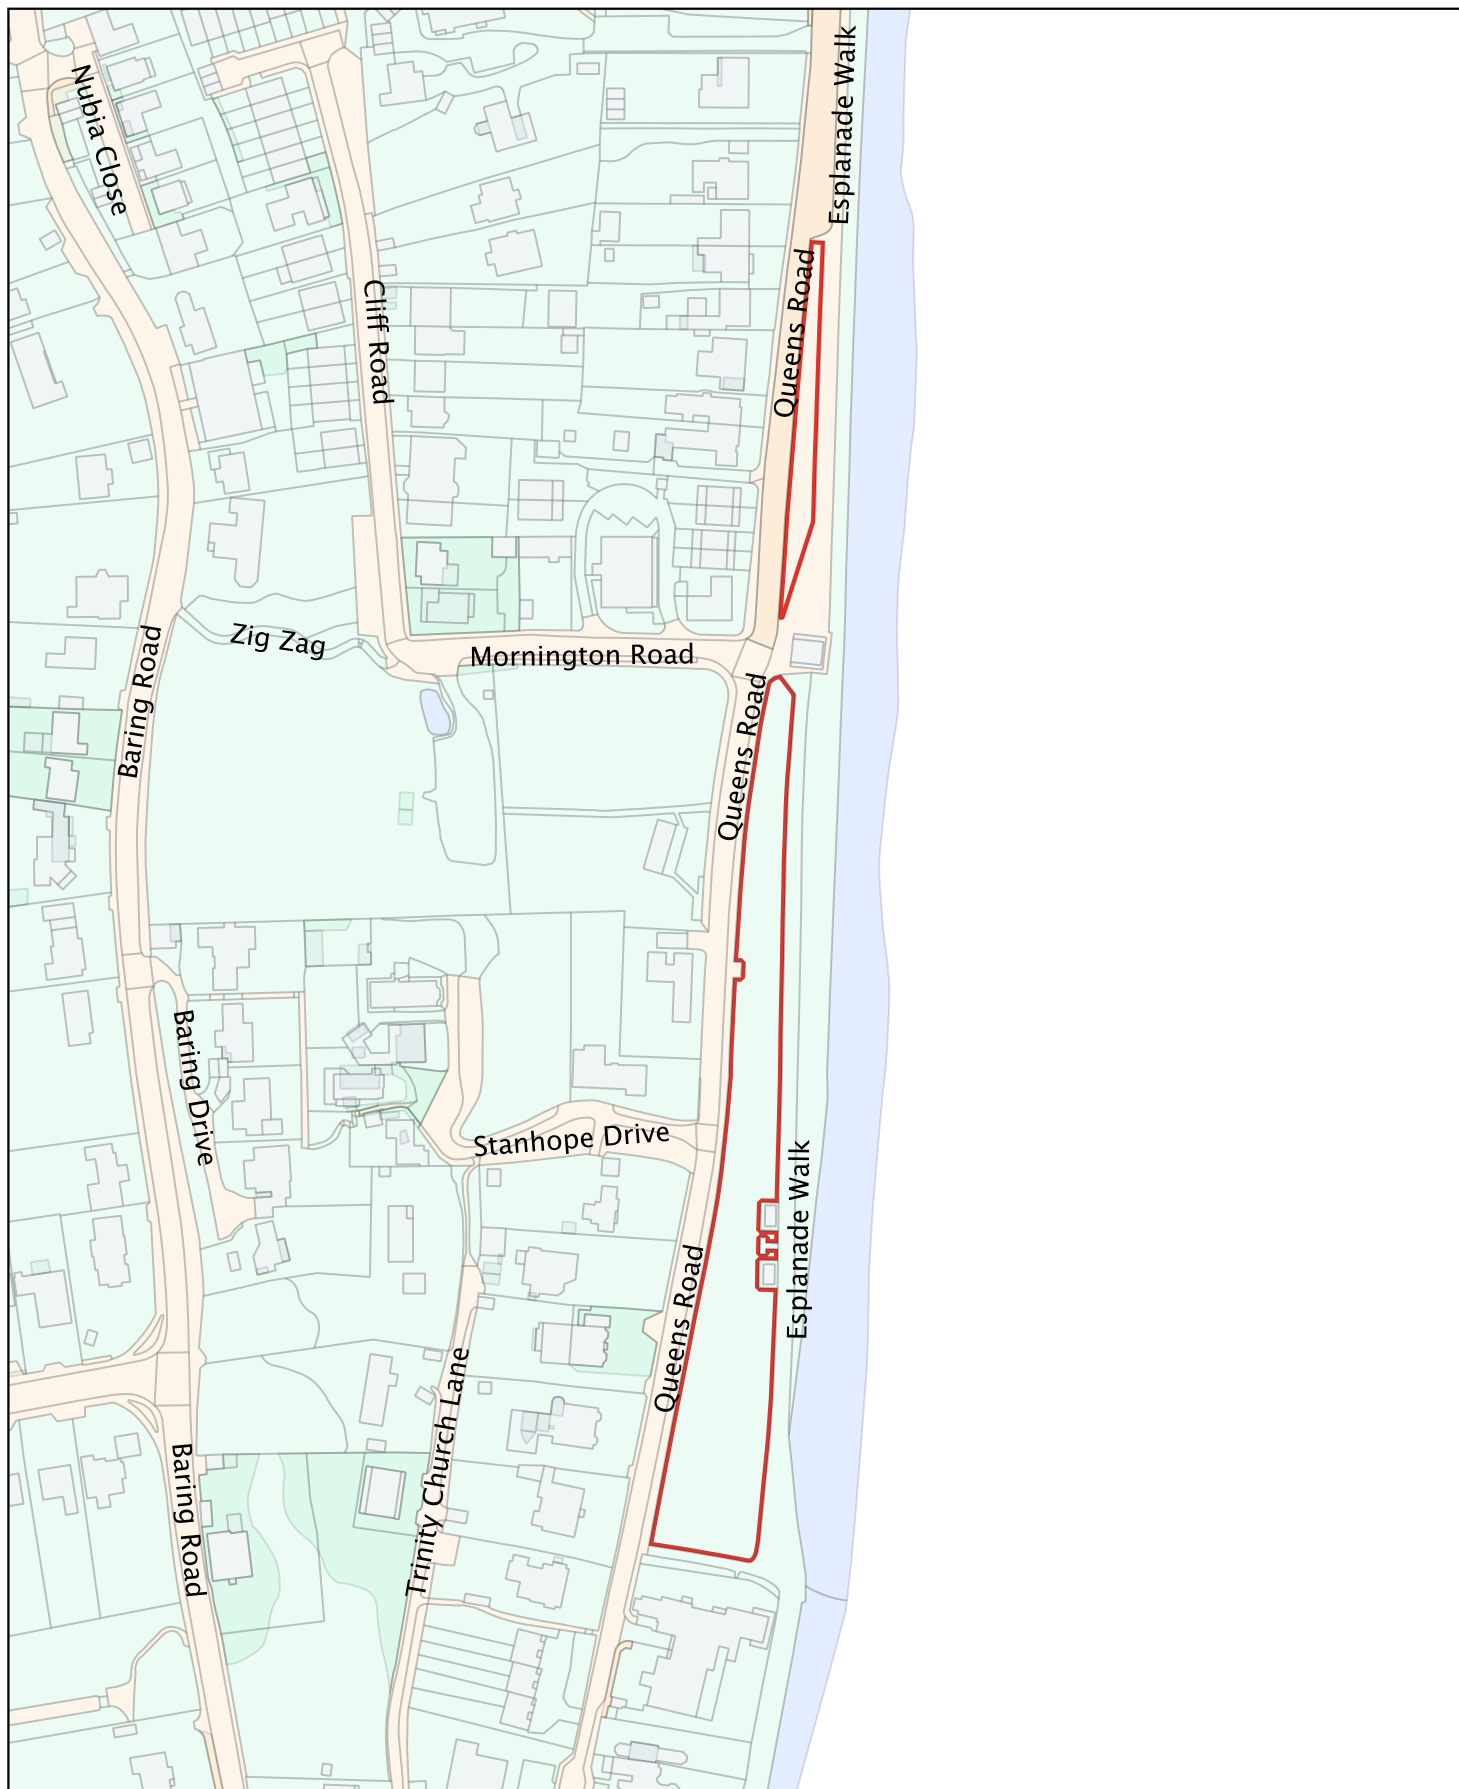 Esplanade Walk
Nubia Close
Queens Road
Cliff Road
Zig Zag
Mornington Road
Baring Road
Queens Road
Baring Drive
Stanhope Drive
Esplanade Walk
Queens Road
Trinity Church Lane
Baring Road